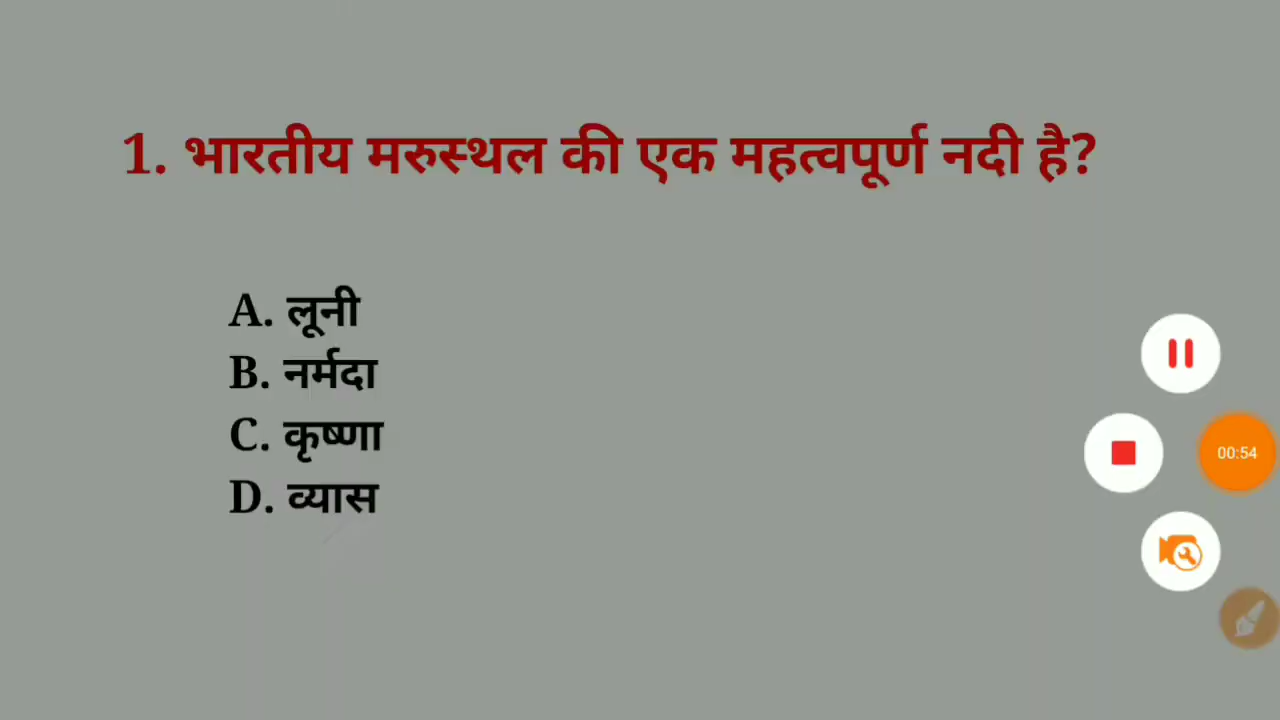 1. भारतीय मरुस्थल की एक महत्वपूर्ण नदी है?
A. लूनी
B. नर्मदा
C. कृष्णा
D. व्यास
00:54